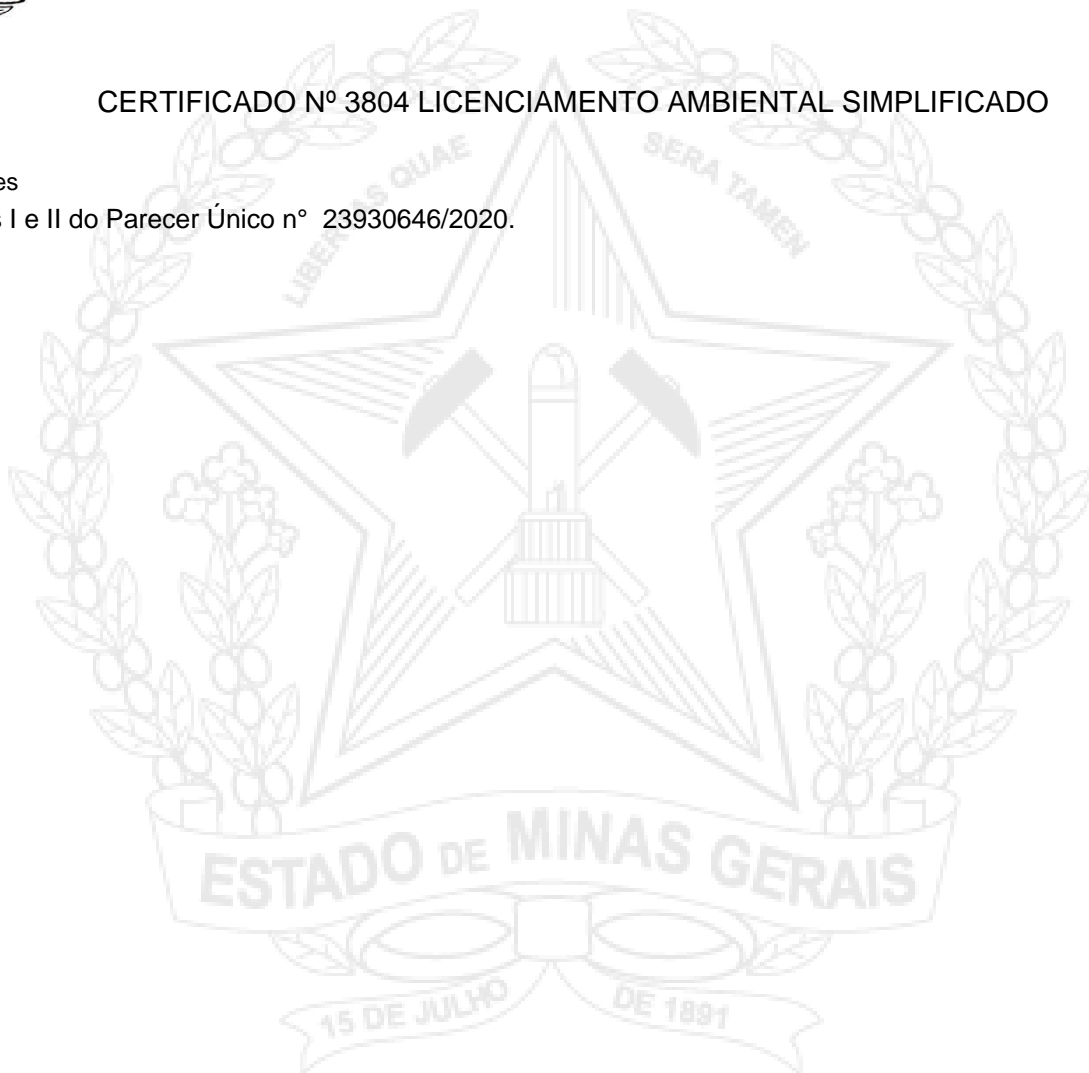 CERTIFICADO Nº 3804 LICENCIAMENTO AMBIENTAL SIMPLIFICADO
es
s I e II do Parecer Único n° 23930646/2020.
LIBERTAS QUAE SERA TAMEN
ESTADO DE MINAS GERAIS
15 DE JULHO DE 1891